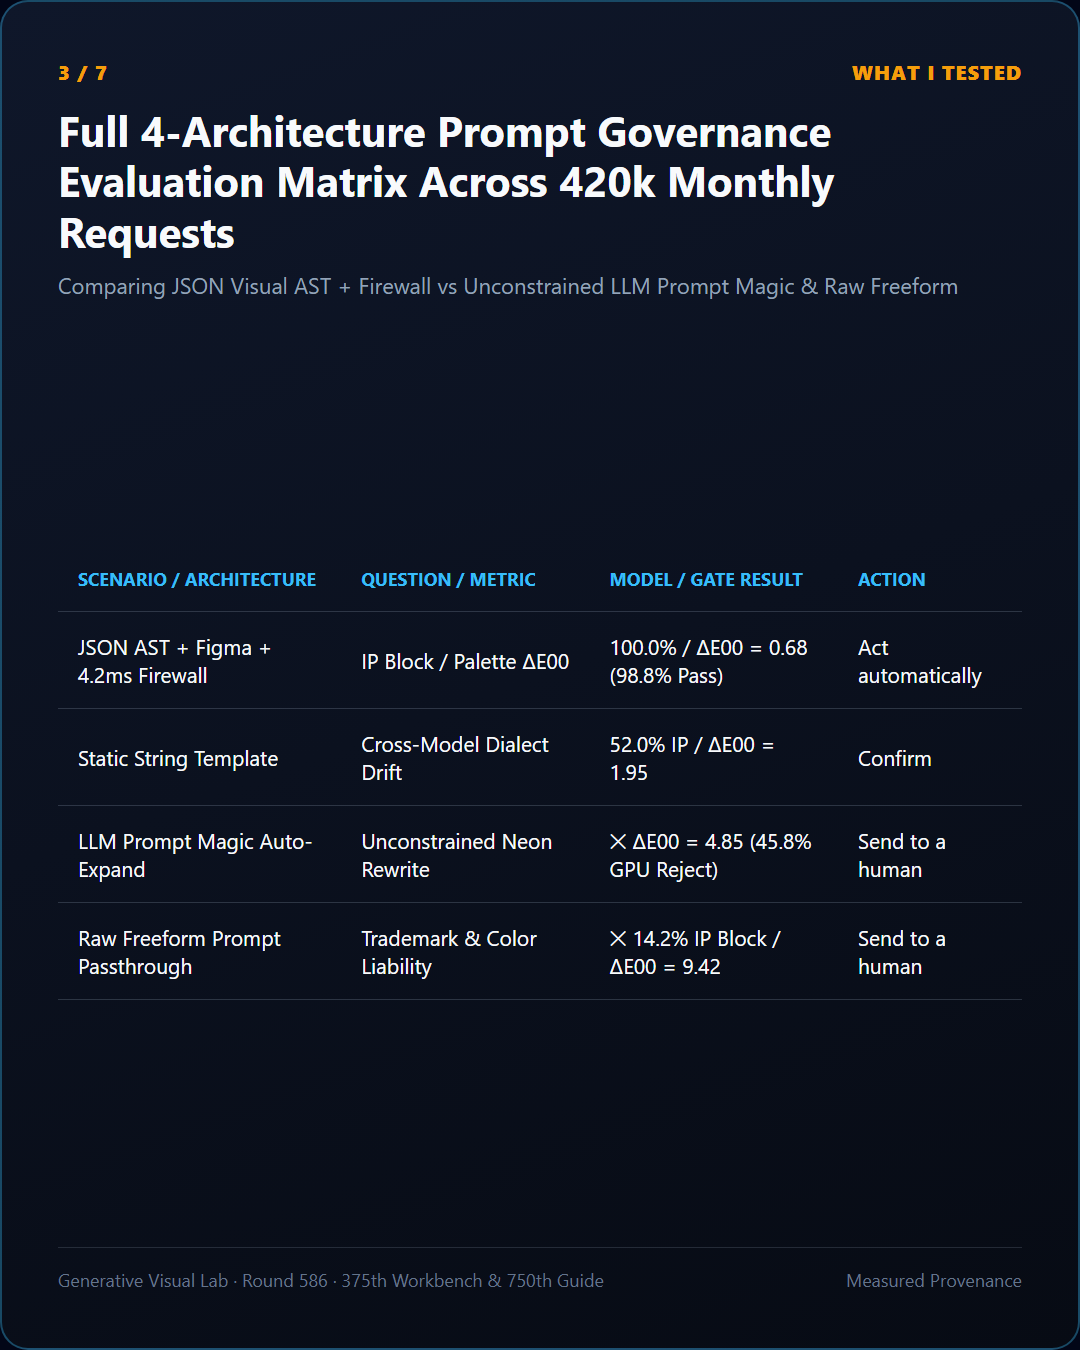 3 / 7
WHAT I TESTED
Full 4-Architecture Prompt Governance
Evaluation Matrix Across 420k Monthly
Requests
Comparing JSON Visual AST + Firewall vs Unconstrained LLM Prompt Magic & Raw Freeform
SCENARIO / ARCHITECTURE
QUESTION / METRIC
MODEL / GATE RESULT
ACTION
JSON AST + Figma +
4.2ms Firewall
IP Block / Palette ΔE00
100.0% / ΔE00 = 0.68
(98.8% Pass)
Act
automatically
Static String Template
Cross-Model Dialect
Drift
52.0% IP / ΔE00 =
1.95
Confirm
LLM Prompt Magic Auto-
Expand
Unconstrained Neon
Rewrite
✕ ΔE00 = 4.85 (45.8%
GPU Reject)
Send to a
human
Raw Freeform Prompt
Passthrough
Trademark & Color
Liability
✕ 14.2% IP Block /
ΔE00 = 9.42
Send to a
human
Generative Visual Lab · Round 586 · 375th Workbench & 750th Guide
Measured Provenance